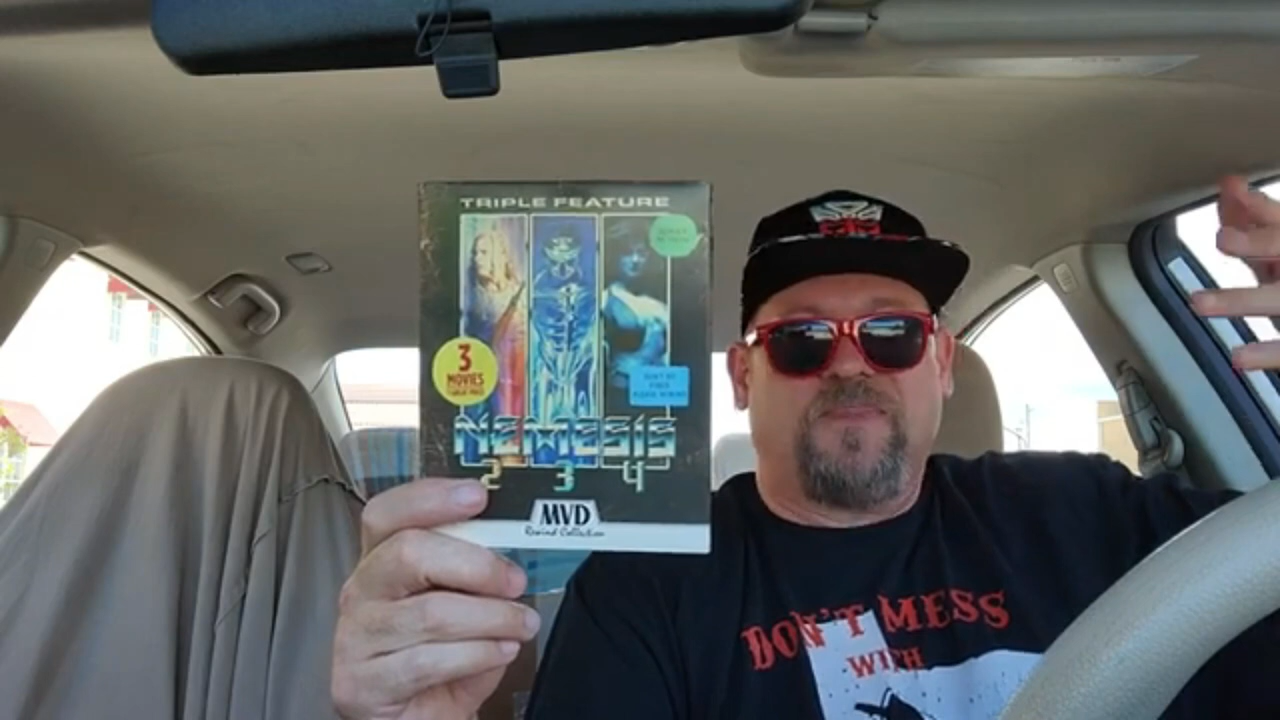 TRIPLE FEATURE
3
MOVIES
NEMESIS
2 3 4
MVD
Rewind Collection
DON'T MESS
WITH